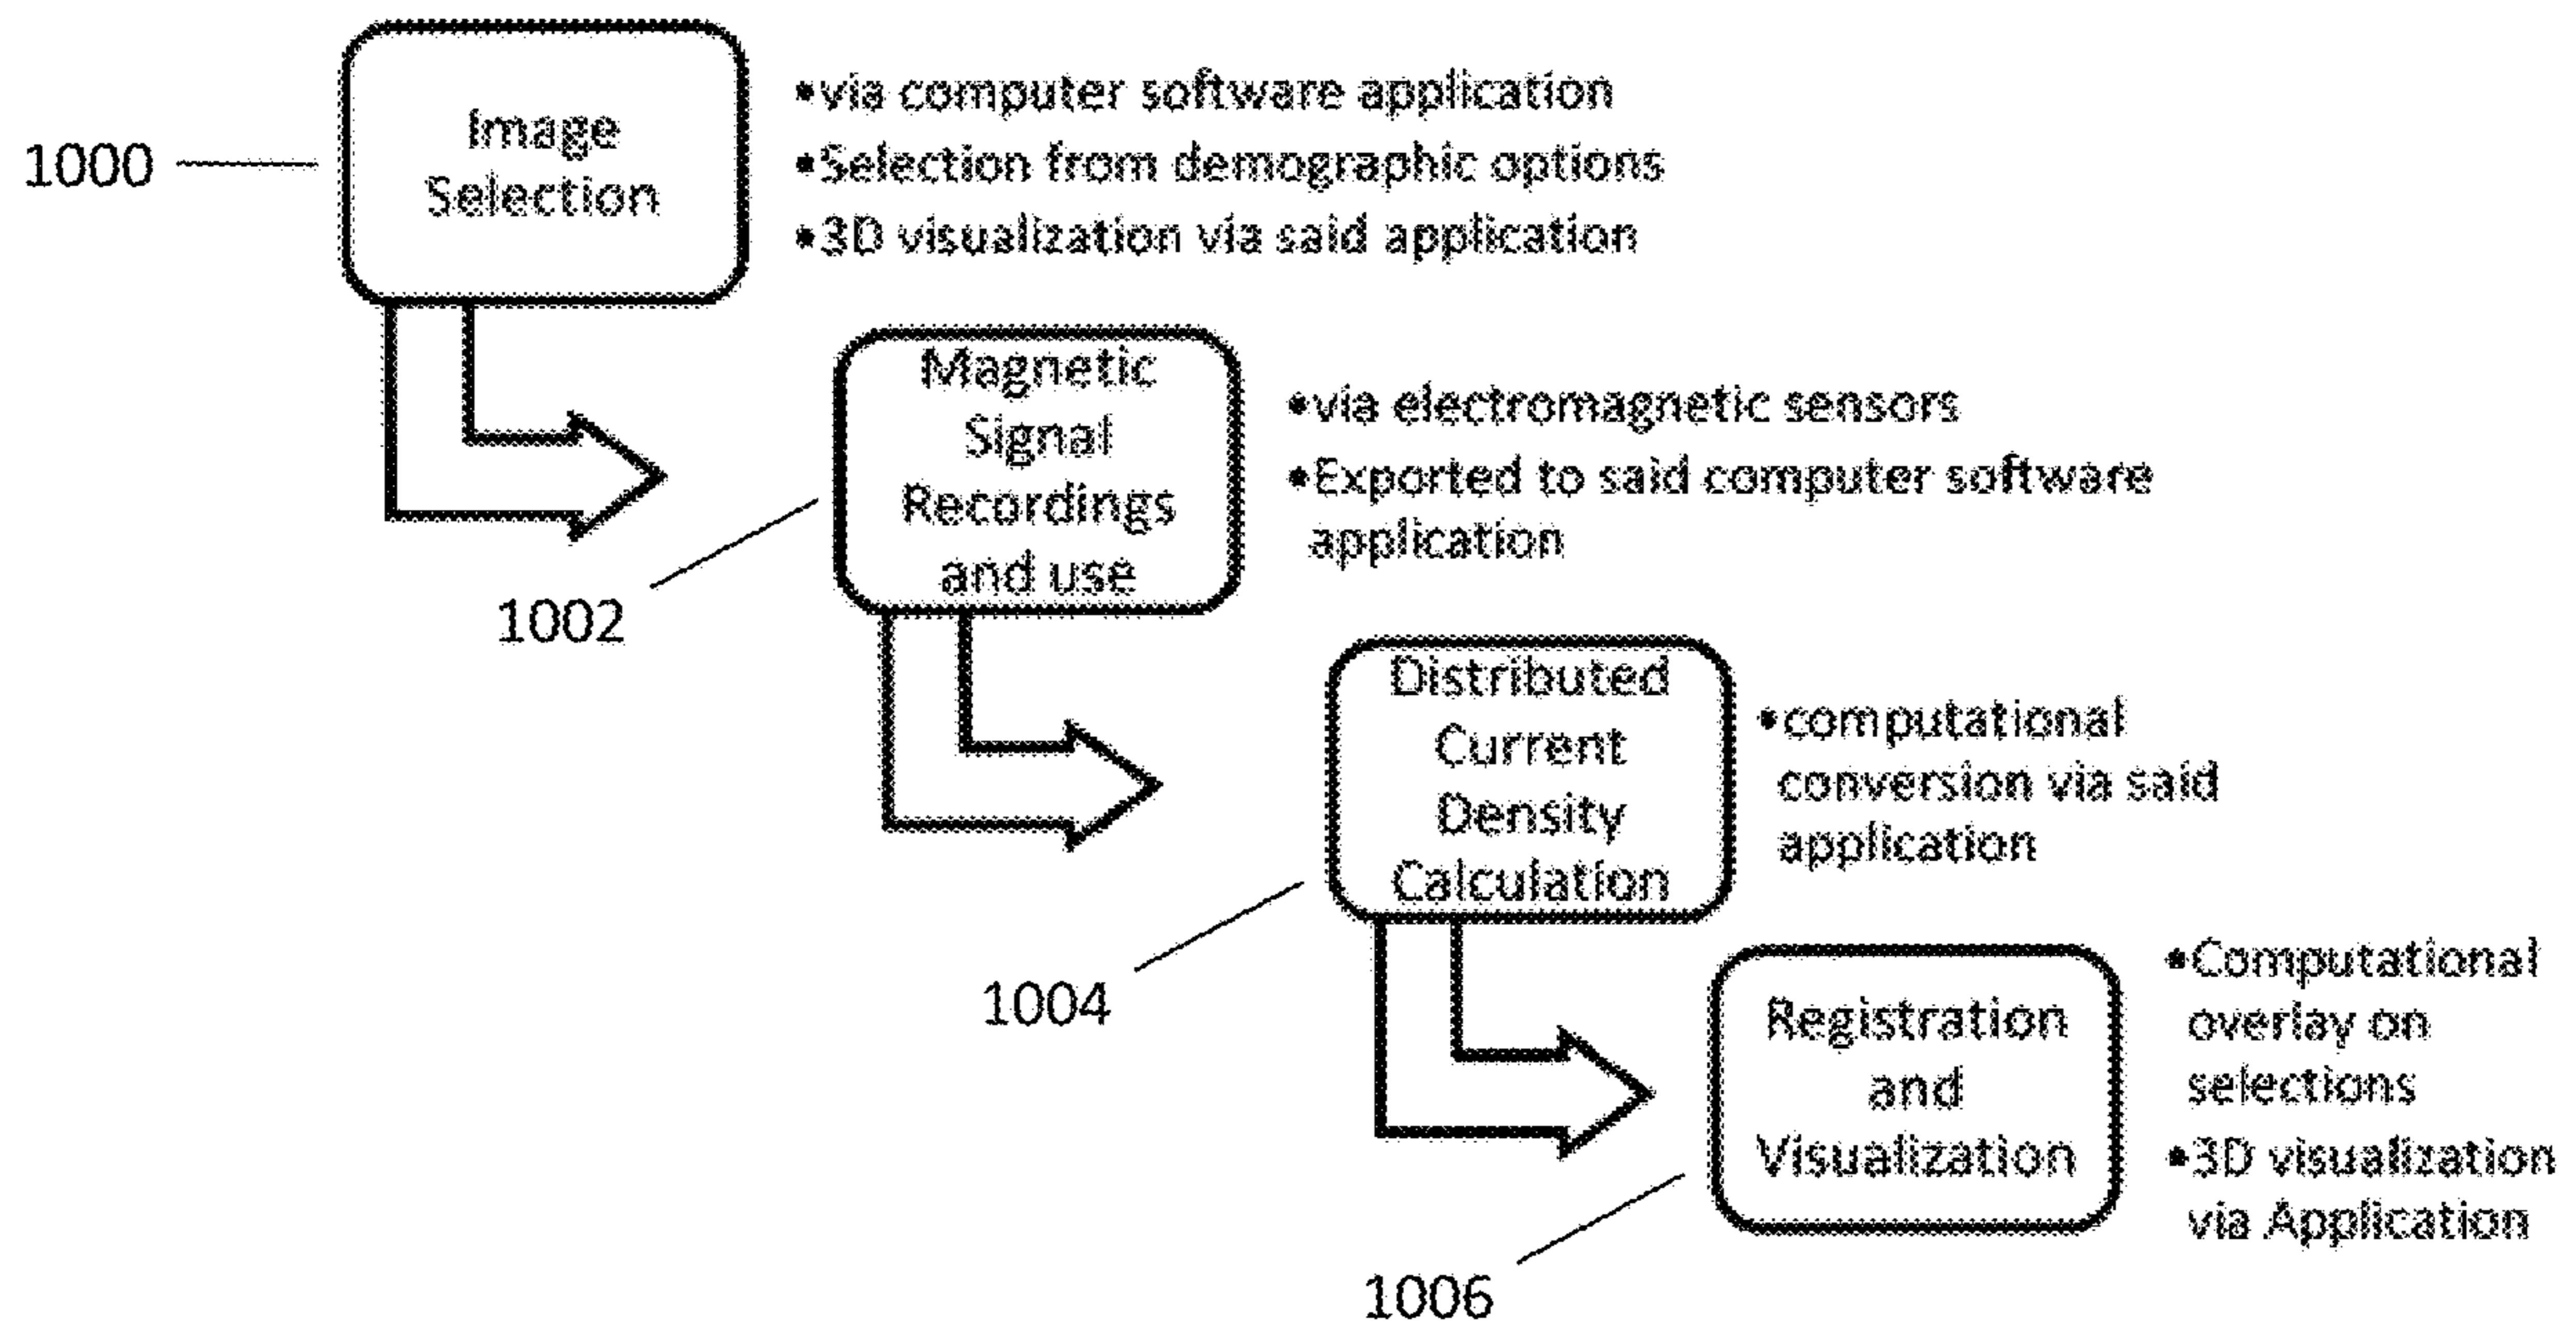 1000
Image
Selection
•via computer software application
•Selection from demographic options
•3D visualization via said application
1002
Magnetic
Signal
Recordings
and use
•via electromagnetic sensors
•Exported to said computer software
application
1004
Distributed
Current
Density
Calculation
•computational
conversion via said
application
1006
Registration
and
Visualization
•Computational
overlay on
selections
•3D visualization
via Application